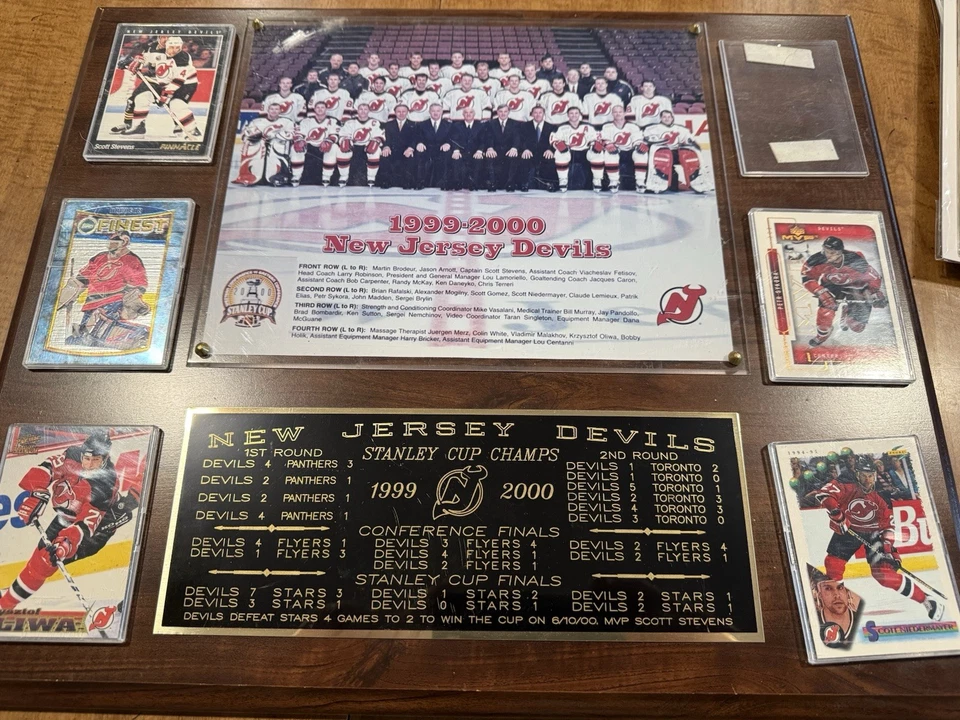 NEW JERSEY DEVILS
4
Scott Stevens
PINNACLE
FINEST
1999-2000
New Jersey Devils
FRONT ROW (L to R): Martin Brodeur, Jason Arnott, Captain Scott Stevens, Assistant Coach Viacheslav Fetisov,
Head Coach Larry Robinson, President and General Manager Lou Lamoriello, Goaltending Coach Jacques Caron,
Assistant Coach Bob Carpenter, Randy McKay, Ken Daneyko, Chris Terreri
SECOND ROW (L to R): Brian Rafalski, Alexander Mogilny, Scott Gomez, Scott Niedermayer, Claude Lemieux, Patrik
Elias, Petr Sykora, John Madden, Sergei Brylin
THIRD ROW (L to R): Strength and Conditioning Coordinator Mike Vasalani, Medical Trainer Bill Murray, Jay Pandolfo,
Brad Bombardir, Ken Sutton, Sergei Nemchinov, Video Coordinator Taran Singleton, Equipment Manager Dana
McGuane
FOURTH ROW (L to R): Massage Therapist Juergen Merz, Colin White, Vladimir Malakhov, Krzysztof Oliwa, Bobby
Holik, Assistant Equipment Manager Harry Bricker, Assistant Equipment Manager Lou Centanni
2000
STANLEY CUP
MVP
DEVILS
NEW JERSEY DEVILS
STANLEY CUP CHAMPS
1999 2000
1ST ROUND
DEVILS 4 PANTHERS 3
DEVILS 2 PANTHERS 1
DEVILS 2 PANTHERS 1
DEVILS 4 PANTHERS 1
2ND ROUND
DEVILS 1 TORONTO 2
DEVILS 1 TORONTO 0
DEVILS 5 TORONTO 1
DEVILS 2 TORONTO 3
DEVILS 4 TORONTO 3
DEVILS 3 TORONTO 0
CONFERENCE FINALS
DEVILS 4 FLYERS 1
DEVILS 1 FLYERS 3
DEVILS 3 FLYERS 4
DEVILS 4 FLYERS 1
DEVILS 2 FLYERS 1
DEVILS 2 FLYERS 4
DEVILS 2 FLYERS 1
STANLEY CUP FINALS
DEVILS 7 STARS 3
DEVILS 3 STARS 1
DEVILS 1 STARS 2
DEVILS 0 STARS 1
DEVILS 2 STARS 1
DEVILS 2 STARS 1
DEVILS DEFEAT STARS 4 GAMES TO 2 TO WIN THE CUP ON 6/10/00. MVP SCOTT STEVENS
LIWA
1994-95
27
Bu
SCOTT NIEDERMAYER